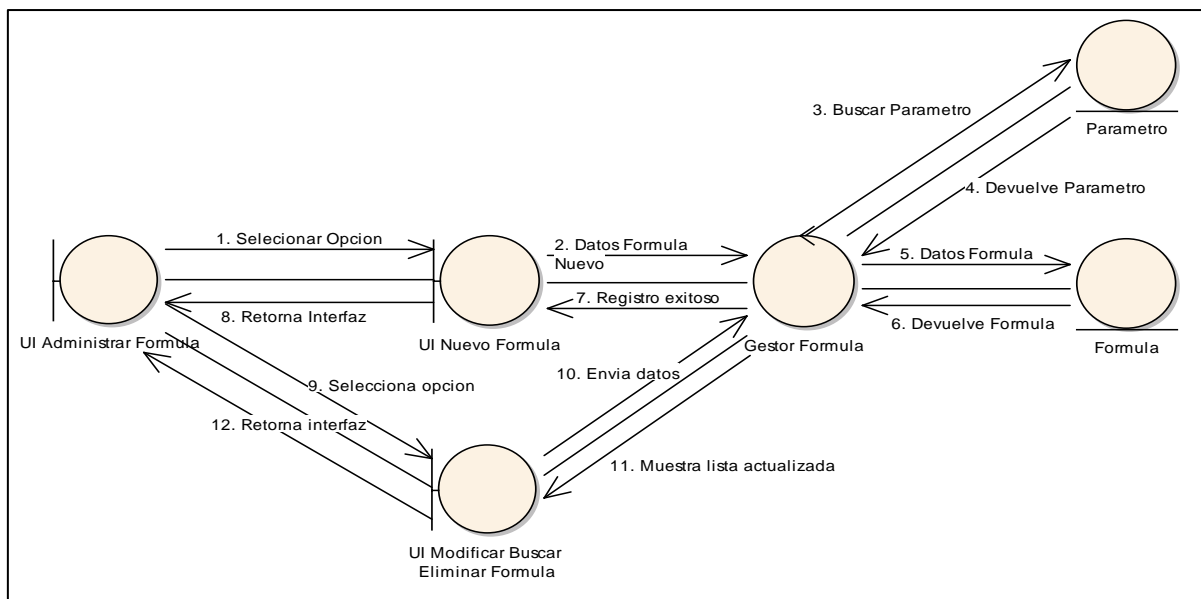 3. Buscar Parametro
Parametro
4. Devuelve Parametro
1. Selecionar Opcion
2. Datos Formula
Nuevo
5. Datos Formula
7. Registro exitoso
8. Retorna Interfaz
6. Devuelve Formula
UI Administrar Formula
UI Nuevo Formula
Gestor Formula
Formula
9. Selecciona opcion
10. Envia datos
12. Retorna interfaz
11. Muestra lista actualizada
UI Modificar Buscar
Eliminar Formula